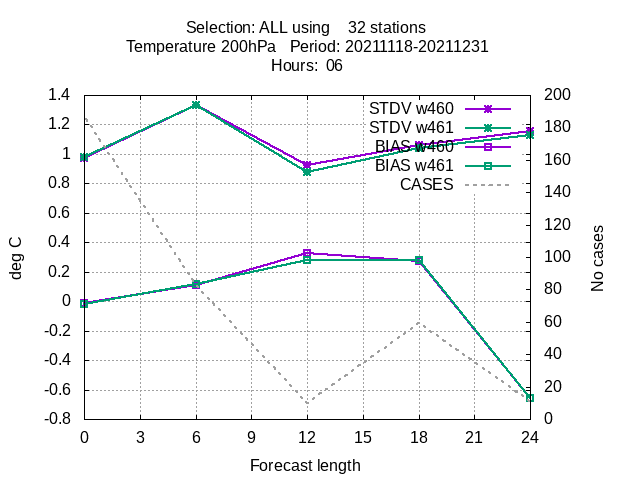 Selection: ALL using    32 stations
Temperature 200hPa   Period: 20211118-20211231
Hours:  06
STDV w460
STDV w461
BIAS w460
BIAS w461
CASES
1.4
1.2
1
0.8
0.6
0.4
0.2
0
-0.2
-0.4
-0.6
-0.8
deg C
200
180
160
140
120
100
80
60
40
20
0
No cases
0 3 6 9 12 15 18 21 24
Forecast length